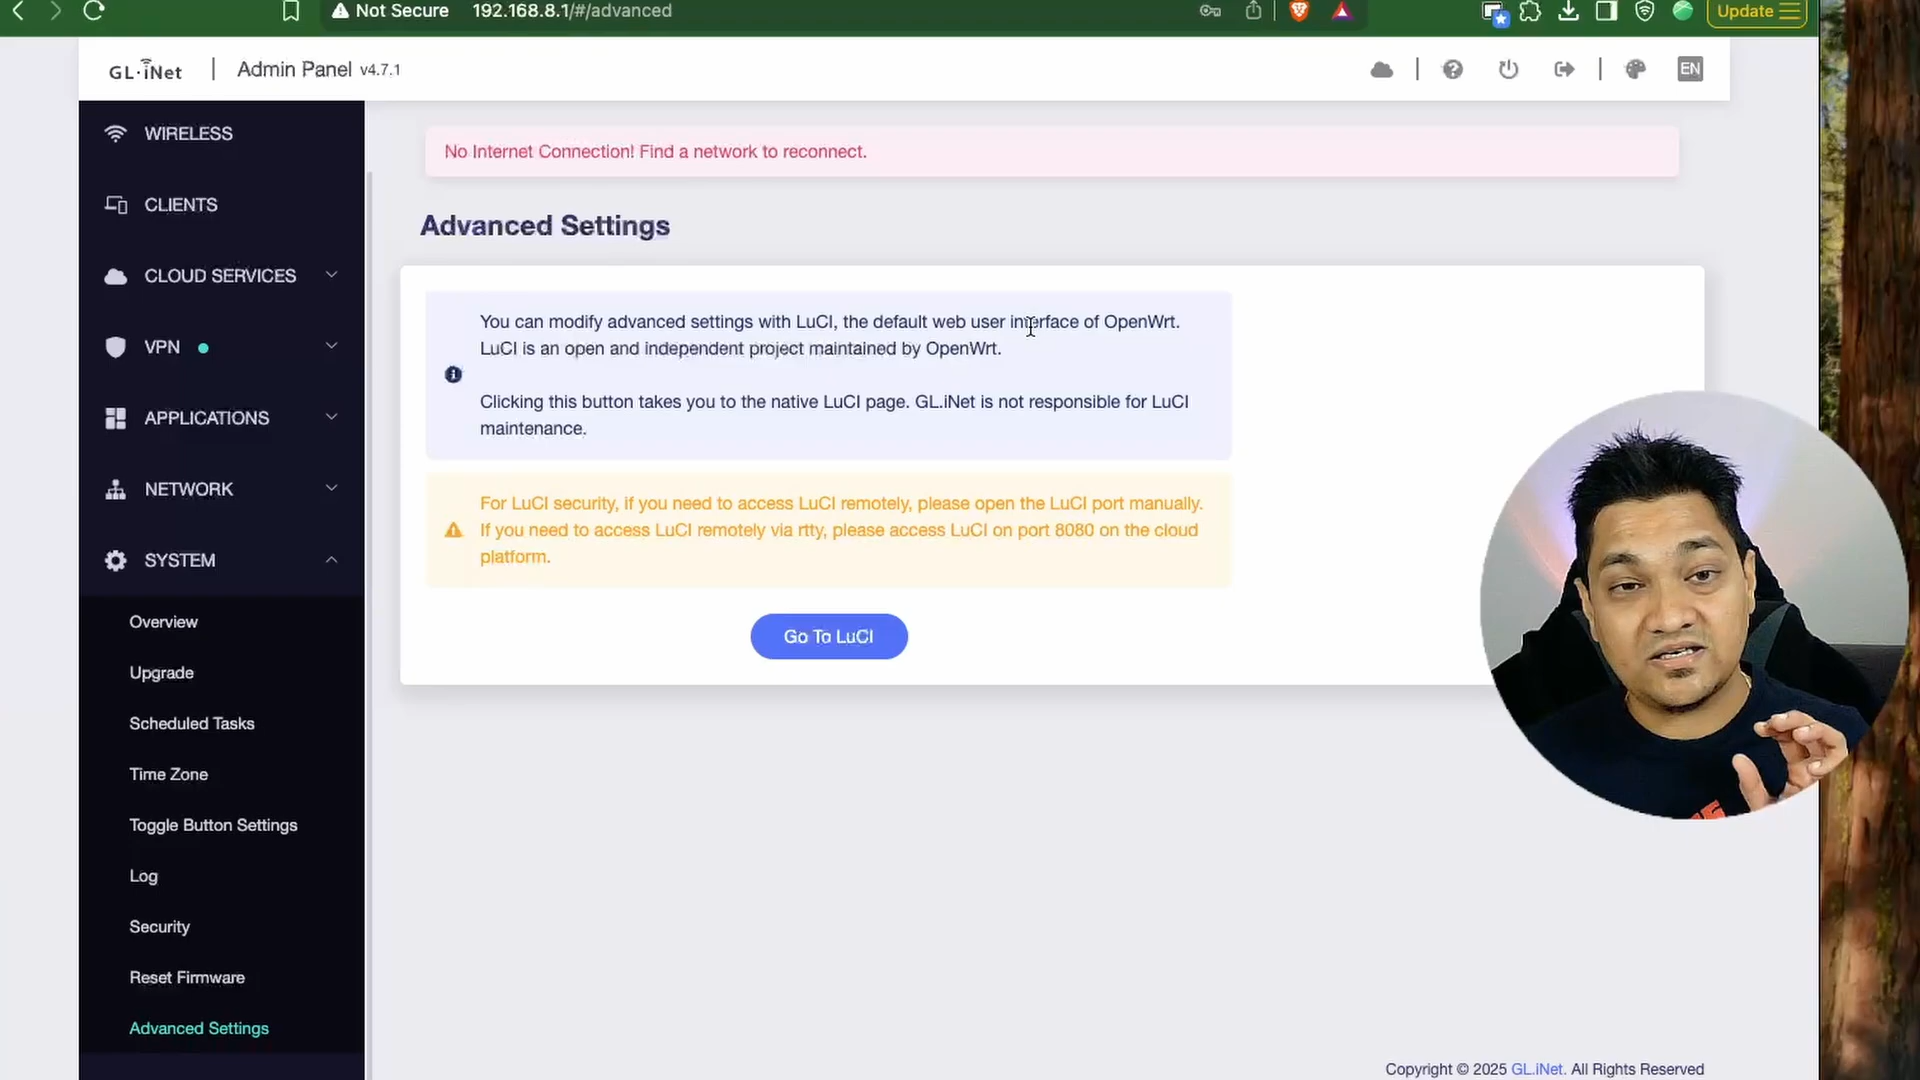 Not Secure 192.168.8.1/#/advanced
Update
GL·iNet Admin Panel v4.7.1
EN
WIRELESS
CLIENTS
CLOUD SERVICES
VPN
APPLICATIONS
NETWORK
SYSTEM
Overview
Upgrade
Scheduled Tasks
Time Zone
Toggle Button Settings
Log
Security
Reset Firmware
Advanced Settings
No Internet Connection! Find a network to reconnect.
Advanced Settings
You can modify advanced settings with LuCI, the default web user interface of OpenWrt.
LuCI is an open and independent project maintained by OpenWrt.
Clicking this button takes you to the native LuCI page. GL.iNet is not responsible for LuCI
maintenance.
For LuCI security, if you need to access LuCI remotely, please open the LuCI port manually.
If you need to access LuCI remotely via rtty, please access LuCI on port 8080 on the cloud
platform.
Go To LuCI
Copyright © 2025 GL.iNet. All Rights Reserved